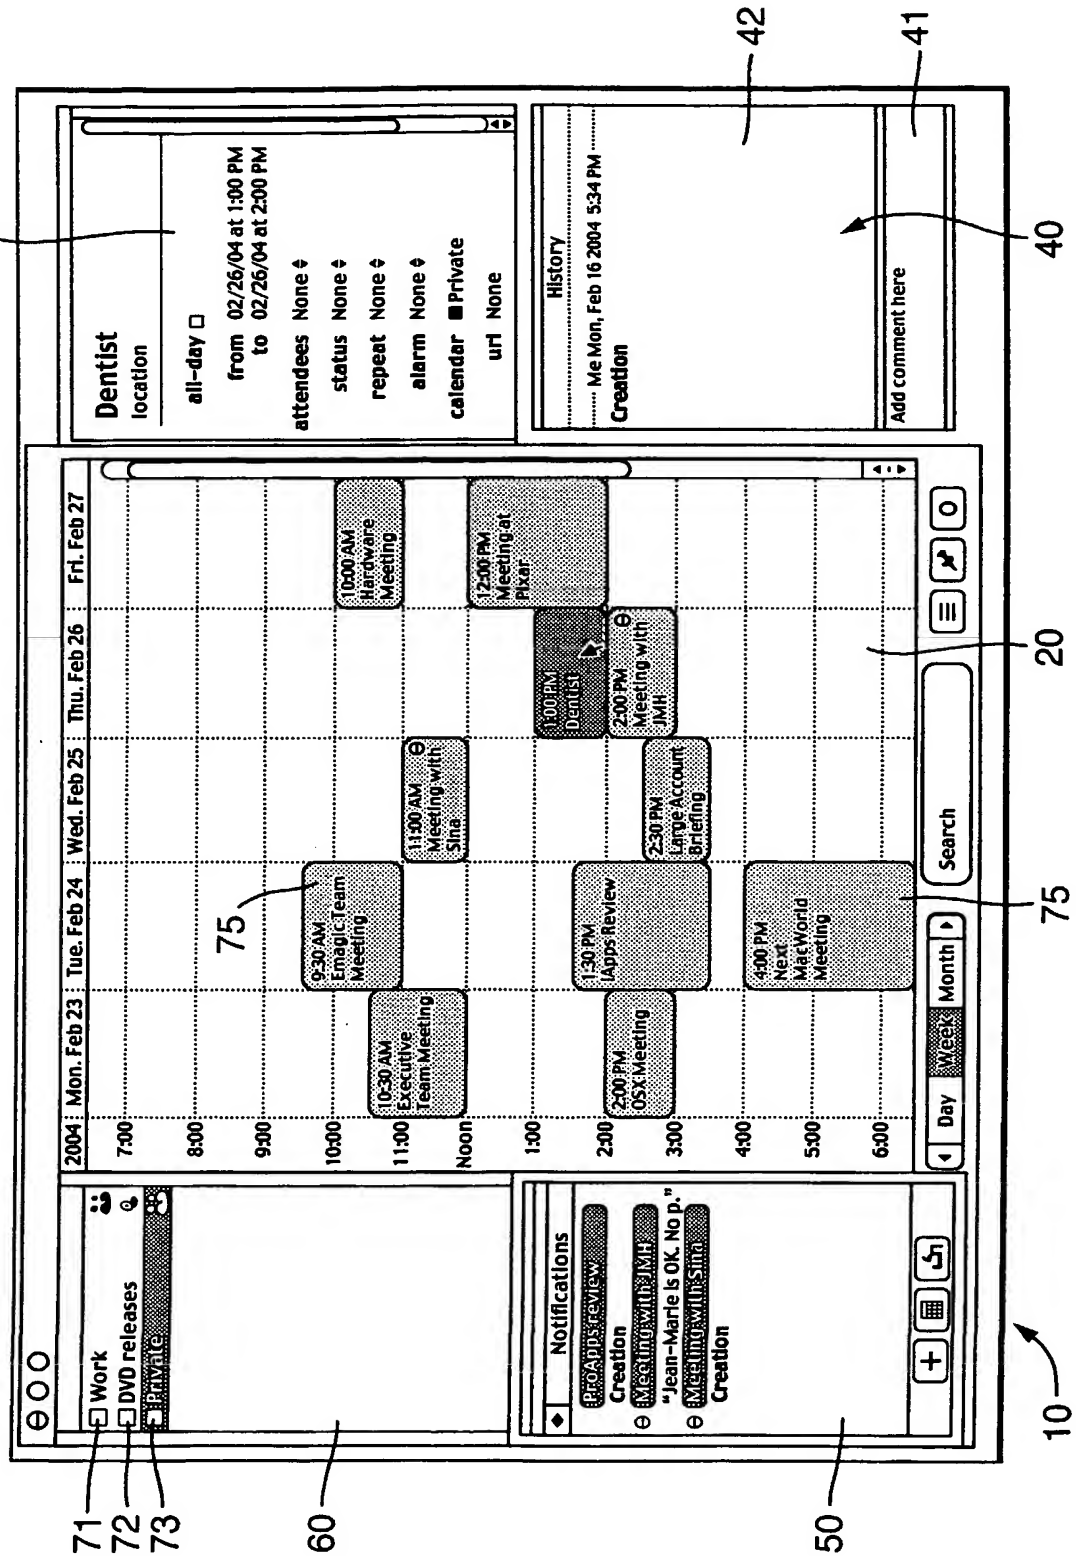 71
72
73
60
50
10
Work
DVD releases
Private
Notifications
ProApps review
Creation
Meeting with JMH
"Jean-Marie is OK. No p."
Meeting with Sina
Creation
2004 Mon. Feb 23 Tue. Feb 24 Wed. Feb 25 Thu. Feb 26 Fri. Feb 27
7:00
8:00
9:00
10:00
11:00
Noon
1:00
2:00
3:00
4:00
5:00
6:00
10:30 AM
Executive
Team Meeting
2:00 PM
OSX Meeting
9:30 AM
Emagic Team
Meeting
75
1:30 PM
iApps Review
4:00 PM
Next
MacWorld
Meeting
75
11:00 AM
Meeting with
Sina
2:30 PM
Large Account
Briefing
1:00 PM
Dentist
2:00 PM
Meeting with
JMH
10:00 AM
Hardware
Meeting
12:00 PM
Meeting at
Pixar
Day Week Month
Search
20
Dentist
location
all-day
from 02/26/04 at 1:00 PM
to 02/26/04 at 2:00 PM
attendees None
status None
repeat None
alarm None
calendar Private
url None
History
Me Mon, Feb 16 2004 5:34 PM
Creation
Add comment here
40
42
41